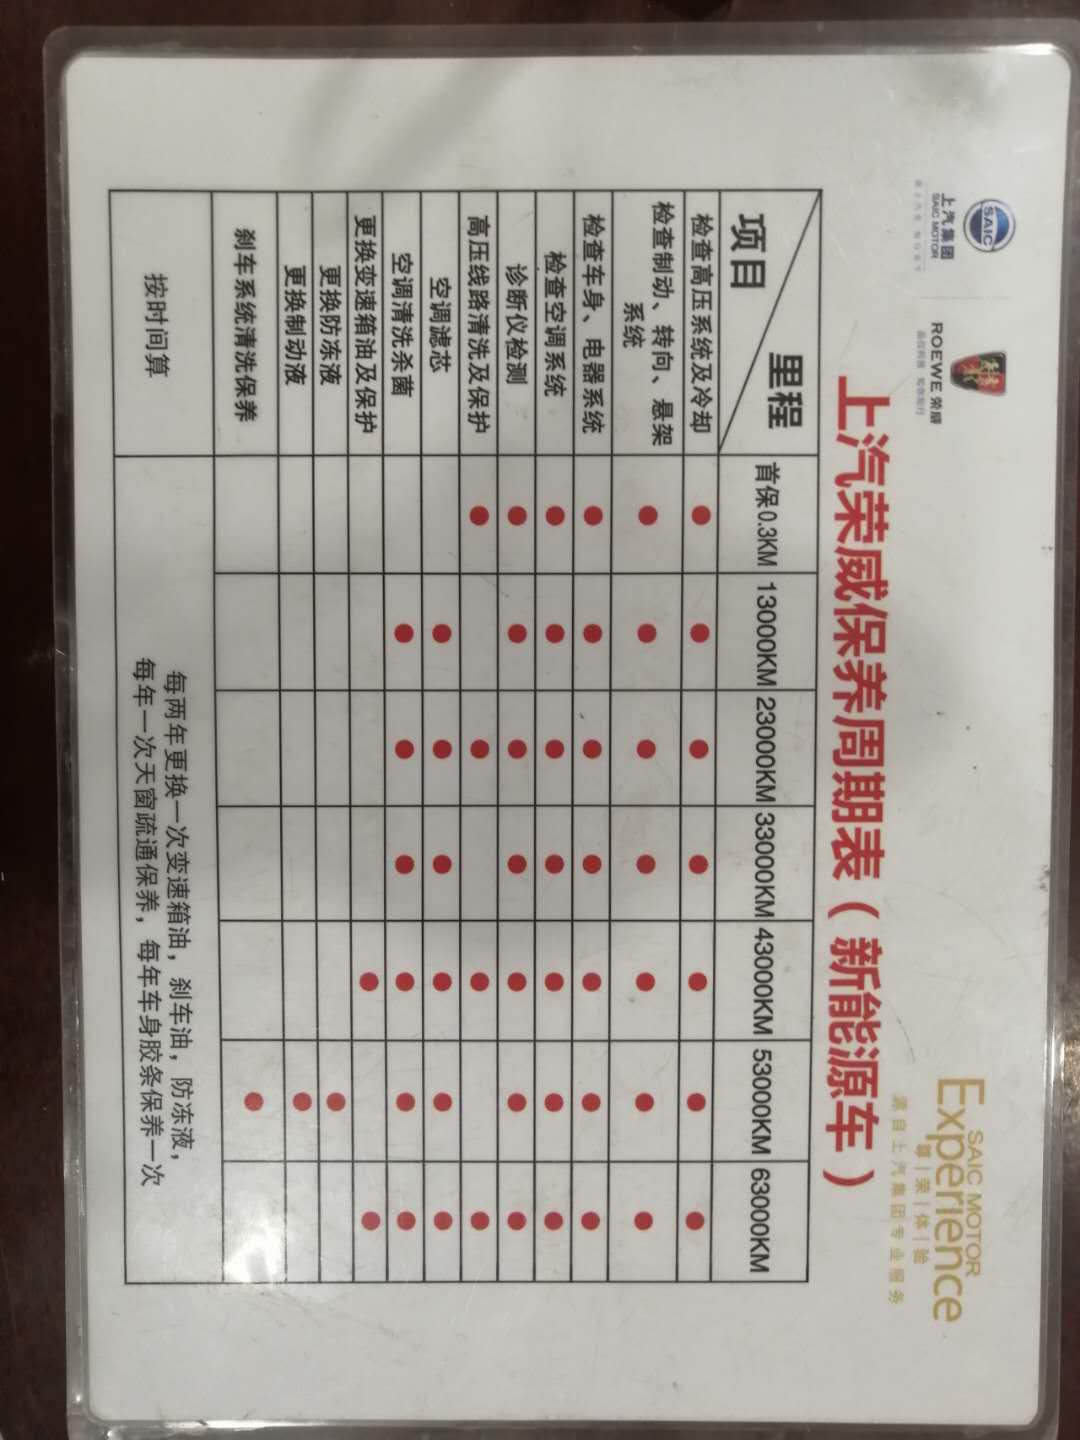 SAIC
上汽集团
SAIC MOTOR
ROEWE 荣威
品位科技 知你知行
SAIC MOTOR
Experience
尊|荣|体|验
源自上汽集团专业服务
上汽荣威保养周期表（新能源车）
里程
项目
首保0.3KM 13000KM 23000KM 33000KM 43000KM 53000KM 63000KM
检查高压系统及冷却
检查制动、转向、悬架
系统
检查车身、电器系统
检查空调系统
诊断仪检测
高压线路清洗及保护
空调滤芯
空调清洗杀菌
更换变速箱油及保护
更换防冻液
更换制动液
刹车系统清洗保养
按时间算
每两年更换一次变速箱油，刹车油，防冻液，
每年一次天窗疏通保养，每年车身胶条保养一次